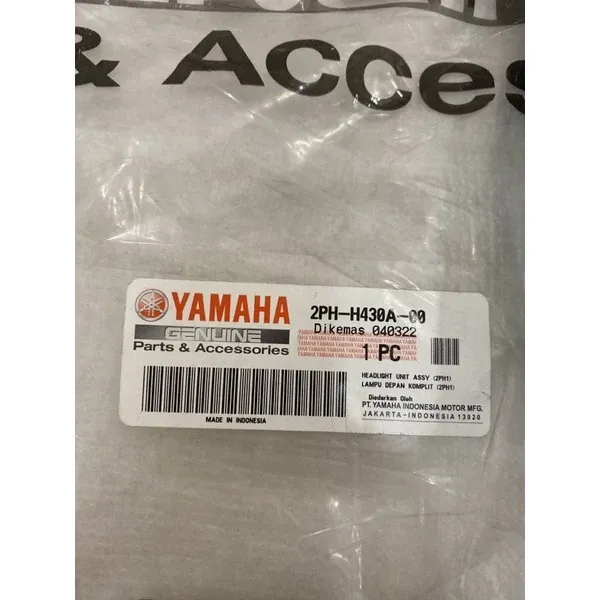 & Acces
YAMAHA
GENUINE
Parts & Accessories
2PH-H430A-00
Dikemas 040322
1 PC
HEADLIGHT UNIT ASSY (2PH1)
LAMPU DEPAN KOMPLIT (2PH1)
Diedarkan Oleh
PT.YAMAHA INDONESIA MOTOR MFG.
JAKARTA-INDONESIA 13920
MADE IN INDONESIA